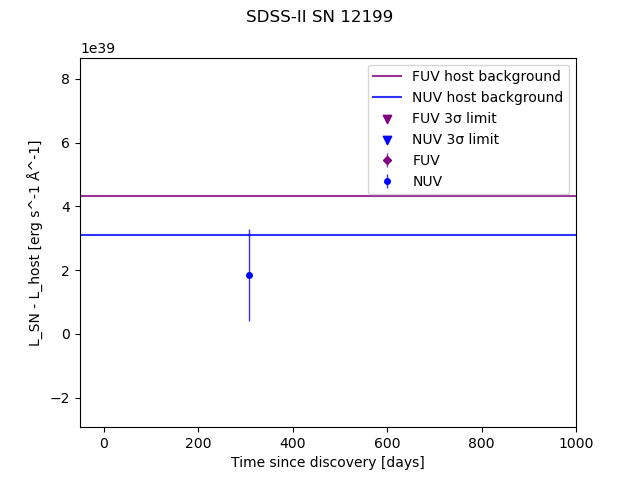 SDSS-II SN 12199
1e39
FUV host background
NUV host background
FUV 3σ limit
NUV 3σ limit
FUV
NUV
8
6
4
2
0
−2
L_SN - L_host [erg s^-1 Å^-1]
0 200 400 600 800 1000
Time since discovery [days]